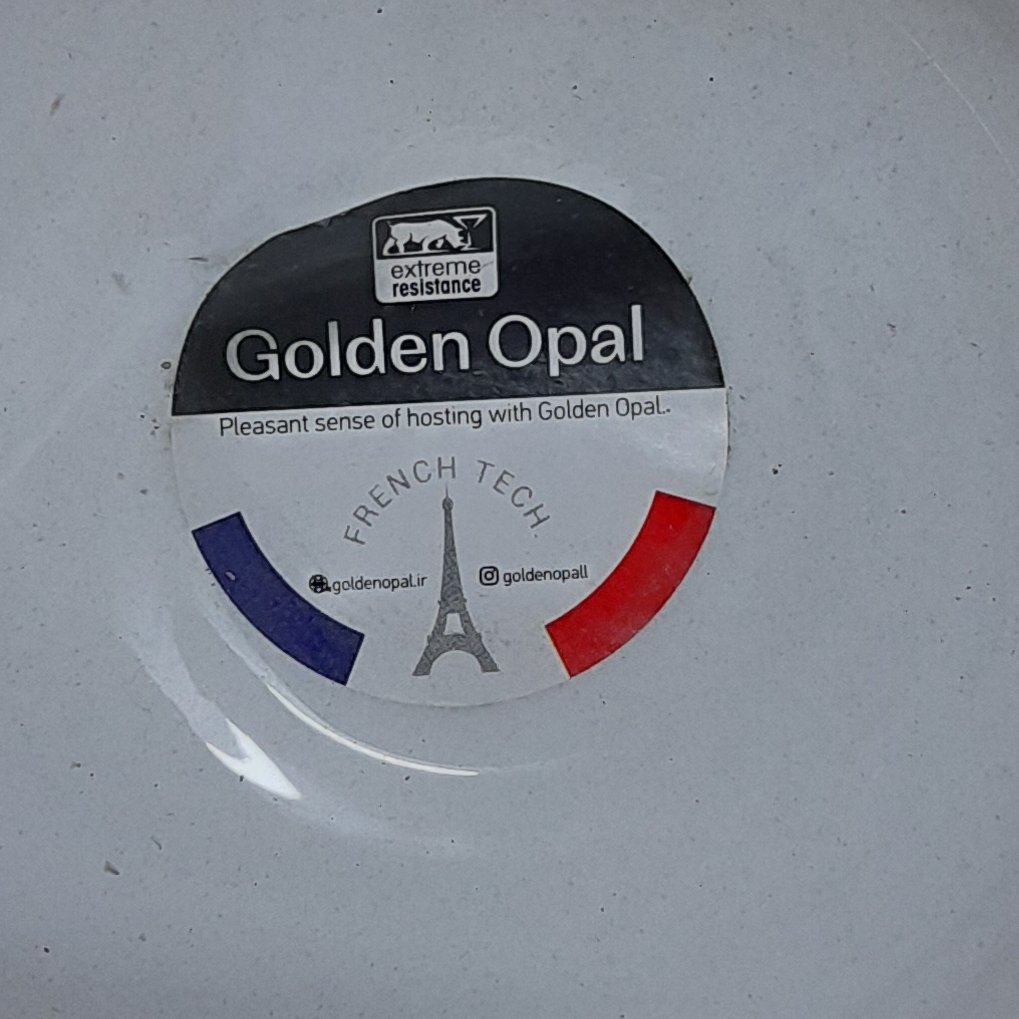 extreme
resistance
Golden Opal
Pleasant sense of hosting with Golden Opal..
FRENCH TECH.
goldenopal.ir
goldenopall